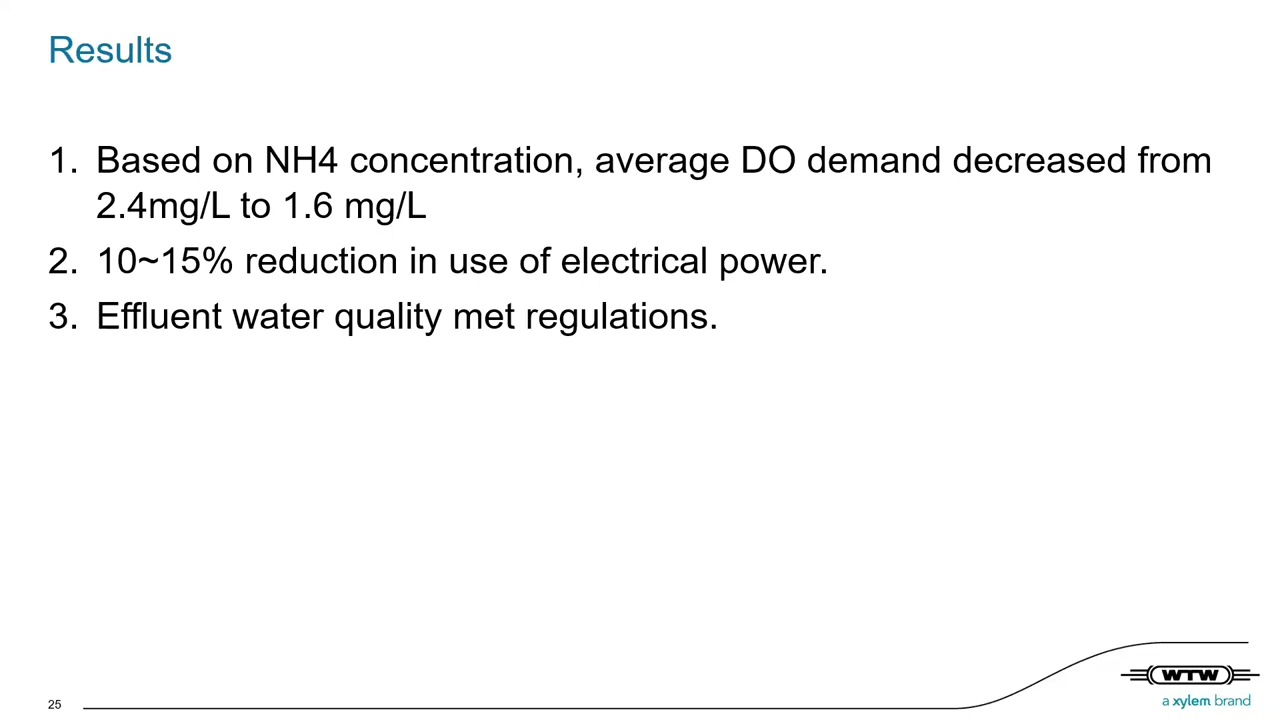 Results
1. Based on NH4 concentration, average DO demand decreased from
2.4mg/L to 1.6 mg/L
2. 10~15% reduction in use of electrical power.
3. Effluent water quality met regulations.
25
WTW
a xylem brand